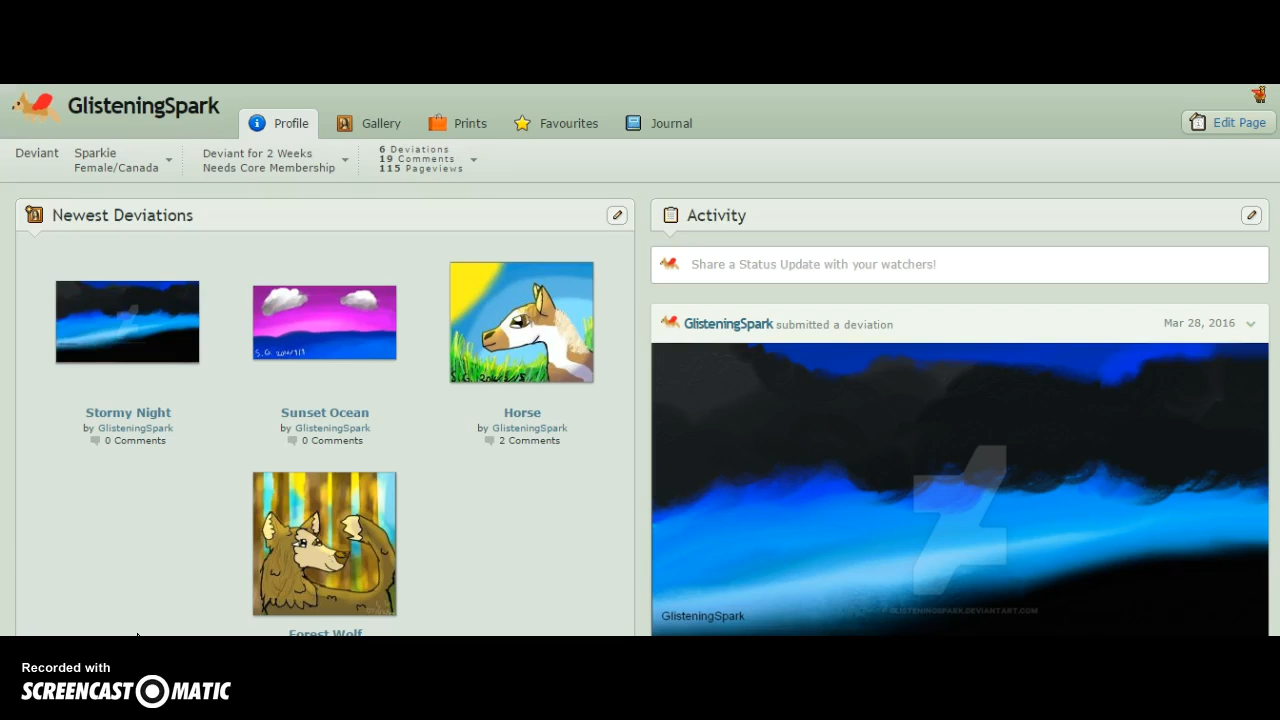 GlisteningSpark
Profile
Gallery
Prints
Favourites
Journal
Edit Page
Deviant
Sparkie
Female/Canada
Deviant for 2 Weeks
Needs Core Membership
6 Deviations
19 Comments
115 Pageviews
Newest Deviations
Stormy Night
by GlisteningSpark
0 Comments
Sunset Ocean
by GlisteningSpark
0 Comments
Horse
by GlisteningSpark
2 Comments
Forest Wolf
Activity
Share a Status Update with your watchers!
GlisteningSpark submitted a deviation
Mar 28, 2016
GLISTENINGSPARK.DEVIANTART.COM
GlisteningSpark
Recorded with
SCREENCAST MATIC